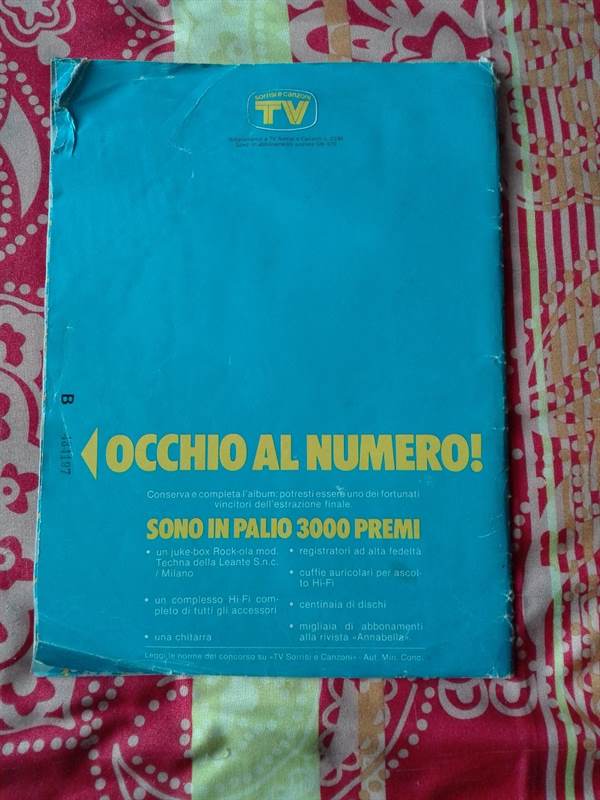 sorrisi e canzoni
TV
B
OCCHIO AL NUMERO!
Conserva e completa l'album: potresti essere uno dei fortunati
vincitori dell'estrazione finale.
SONO IN PALIO 3000 PREMI
• un juke-box Rock-ola mod.
Techna della Leante S.n.c.
/ Milano
• un complesso Hi-Fi com-
pleto di tutti gli accessori
• una chitarra
• registratori ad alta fedeltà
• cuffie auricolari per ascol-
to Hi-Fi
• centinaia di dischi
• migliaia di abbonamenti
alla rivista «Annabella».
Leggi le norme del concorso su «TV Sorrisi e Canzoni» - Aut. Min. Conc.